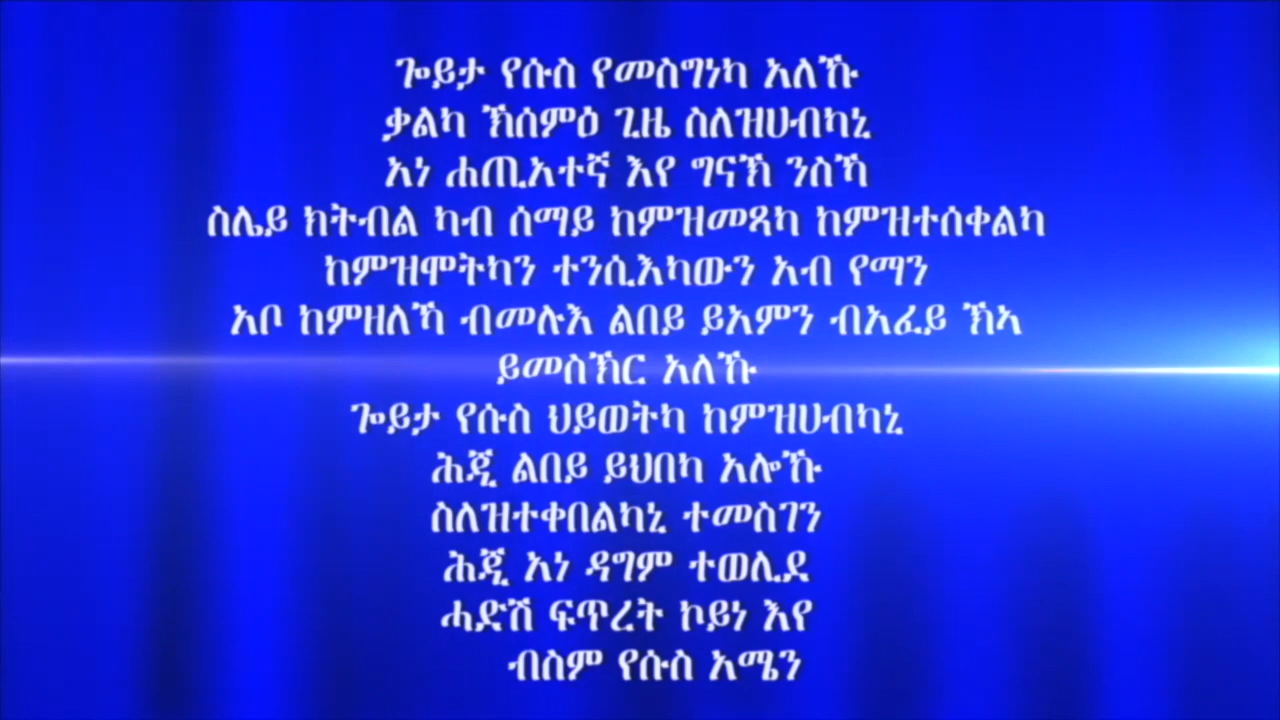 ጐይታ የሱስ የመስግነካ አለኹ
ቃልካ ኽሰምዕ ጊዜ ስለዝሀብካኒ
አነ ሐጢአተኛ እየ ግናኽ ንስኻ
ስሌይ ክትብል ካብ ሰማይ ከምዝመጻካ ከምዝተሰቀልካ
ከምዝሞትካን ተንሲእካውን አብ የማን
አቦ ከምዘለኻ ብመሉእ ልበይ ይአምን ብአፈይ ኽኣ
ይመስኽር አለኹ
ጐይታ የሱስ ህይወትካ ከምዝሀብካኒ
ሕጂ ልበይ ይህበካ አሎኹ
ስለዝተቀበልካኒ ተመስገን
ሕጂ አነ ዳግም ተወሊደ
ሓድሽ ፍጥረት ኮይነ እየ
ብስም የሱስ አሜን